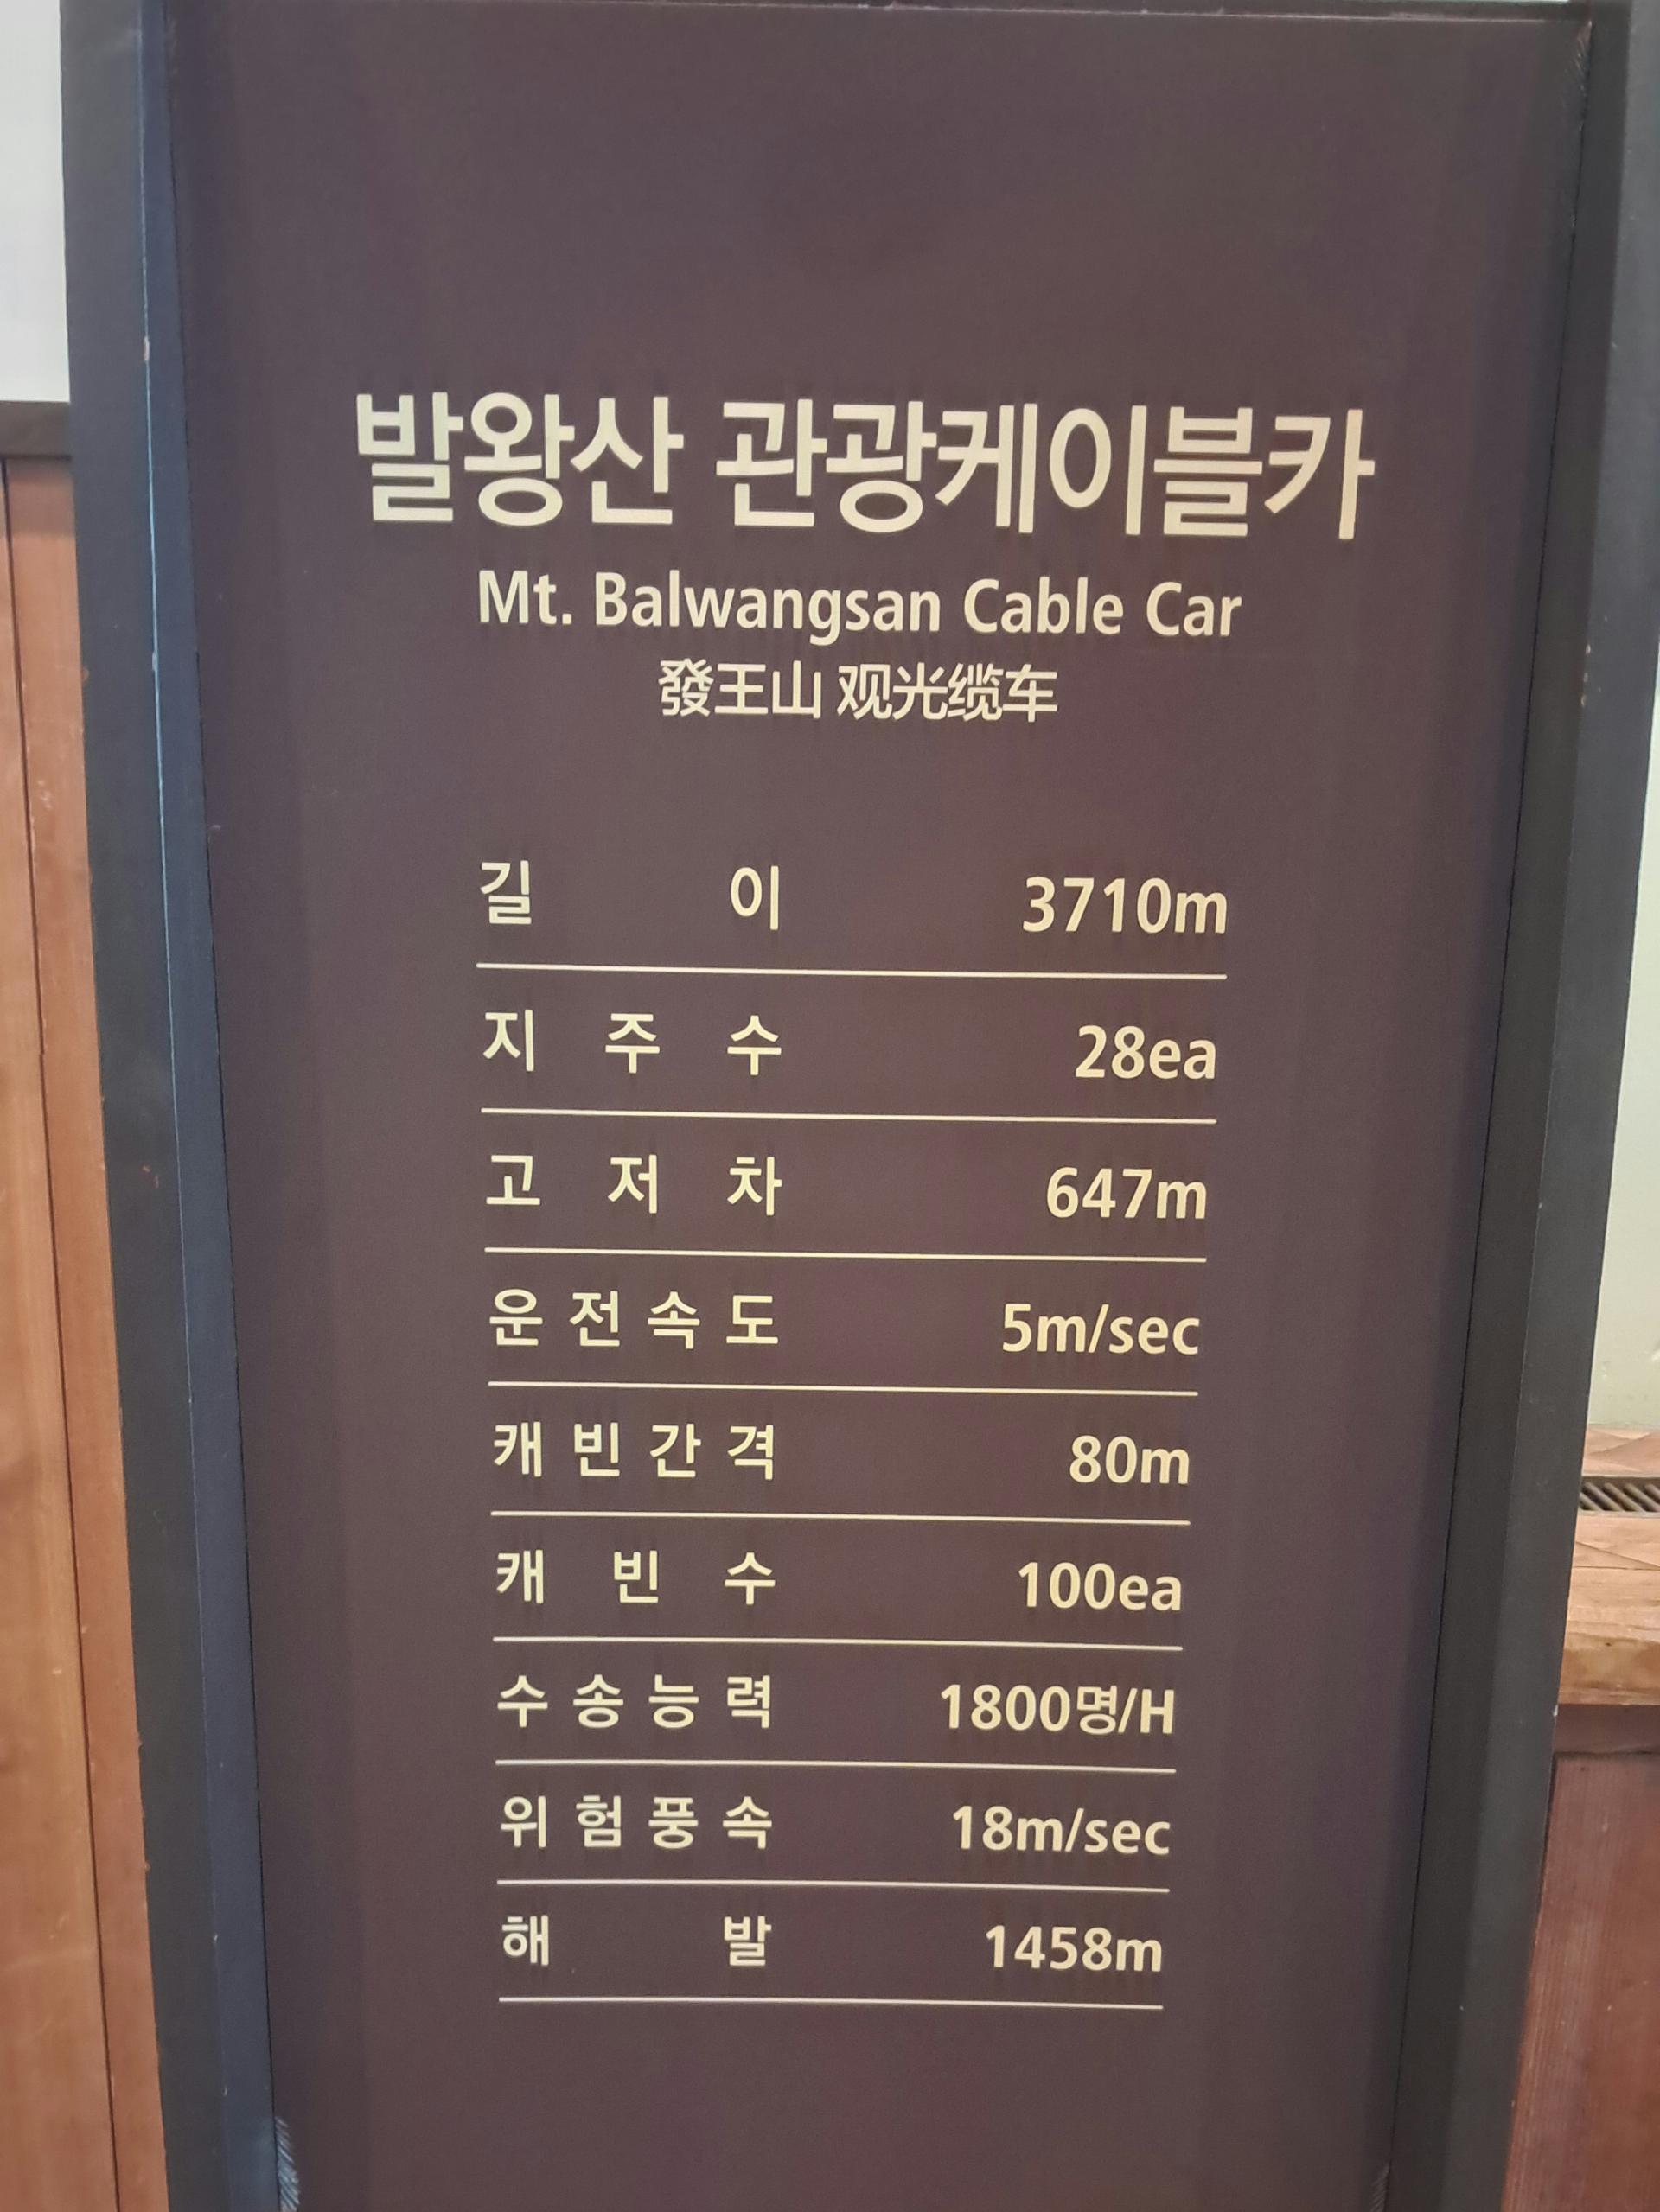 발왕산 관광케이블카
Mt. Balwangsan Cable Car
發王山 观光缆车
길 이 3710m
지 주 수 28ea
고 저 차 647m
운 전 속 도 5m/sec
캐 빈 간 격 80m
캐 빈 수 100ea
수 송 능 력 1800명/H
위 험 풍 속 18m/sec
해 발 1458m